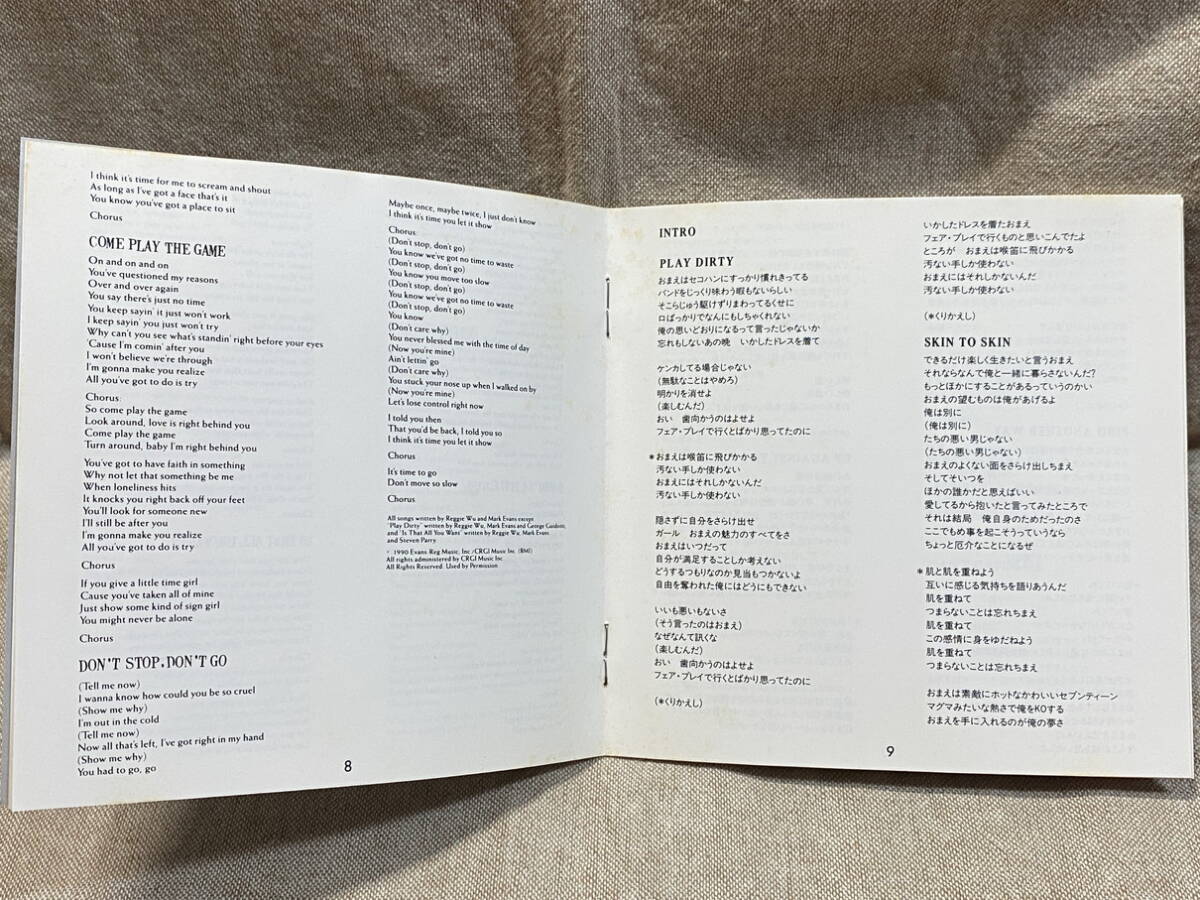 I think it's time for me to scream and shout
As long as I've got a face that's it
You know you've got a place to sit
Chorus
COME PLAY THE GAME
On and on and on
You've questioned my reasons
Over and over again
You say there's just no time
You keep sayin' it just won't work
I keep sayin' you just won't try
Why can't you see what's standin' right before your eyes
'Cause I'm comin' after you
I won't believe we're through
I'm gonna make you realize
All you've got to do is try
Chorus:
So come play the game
Look around, love is right behind you
Come play the game
Turn around, baby I'm right behind you
You've got to have faith in something
Why not let that something be me
When loneliness hits
It knocks you right back off your feet
You'll look for someone new
I'll still be after you
I'm gonna make you realize
All you've got to do is try
Chorus
If you give a little time girl
Cause you've taken all of mine
Just show some kind of sign girl
You might never be alone
Chorus
DON'T STOP, DON'T GO
(Tell me now)
I wanna know how could you be so cruel
(Show me why)
I'm out in the cold
(Tell me now)
Now all that's left, I've got right in my hand
(Show me why)
You had to go, go
Maybe once, maybe twice, I just don't know
I think it's time you let it show
Chorus:
(Don't stop, don't go)
You know we've got no time to waste
(Don't stop, don't go)
You know you move too slow
(Don't stop, don't go)
You know we've got no time to waste
(Don't stop, don't go)
You know
(Don't care why)
You never blessed me with the time of day
(Now you're mine)
Ain't lettin' go
(Don't care why)
You stuck your nose up when I walked on by
(Now you're mine)
Let's lose control right now
I told you then
That you'd be back, I told you so
I think it's time you let it show
Chorus
It's time to go
Don't move so slow
Chorus
All songs written by Reggie Wu and Mark Evans except
"Play Dirty" written by Reggie Wu, Mark Evans and George
and "Is That All You Want" written by Reggie Wu, Mark Evans
and Steven Parry.
© 1990 Evans Reg Music, Inc./CRGI Music Inc. (BMI)
All rights administered by CRGI Music Inc.
All Rights Reserved. Used by Permission.
8
INTRO
PLAY DIRTY
おまえはセコハンにすっかり慣れきってる
バンドをじっくり味わう暇もないらしい
そこらじゅう駆けずりまわってるくせに
口ばっかりでなんにもしちゃくれない
俺の思いどおりになるって言ったじゃないか
忘れもしないあの晩　いかしたドレスを着て
ケンカしてる場合じゃない
(無駄なことはやめろ)
明かりを消せよ
(楽しむんだ)
おい　歯向かうのはよせよ
フェア・プレイで行くとばかり思ってたのに
*おまえは喉笛に飛びかかる
汚ない手しか使わない
おまえにはそれしかないんだ
汚ない手しか使わない
隠さずに自分をさらけ出せ
ガール　おまえの魅力のすべてをさ
おまえはいつだって
自分が満足することしか考えない
どうするつもりなのか見当もつかないよ
自由を奪われた俺にはどうにもできない
いいも悪いもないさ
(そう言ったのはおまえ)
なぜなんて訊くな
(楽しむんだ)
おい　歯向かうのはよせよ
フェア・プレイで行くとばかり思ってたのに
(*くりかえし)
いかしたドレスを着たおまえ
フェア・プレイで行くものと思いこんでたよ
ところが　おまえは喉笛に飛びかかる
汚ない手しか使わない
おまえにはそれしかないんだ
汚ない手しか使わない
(*くりかえし)
SKIN TO SKIN
できるだけ楽しく生きたいと言うおまえ
それならなんで俺と一緒に暮らさないんだ?
もっとほかにすることがあるっていうのかい
おまえの望むものは俺があげるよ
俺は別に
(俺は別に)
たちの悪い男じゃない
(たちの悪い男じゃない)
おまえのよくない面をさらけ出しちまえ
そしてそいつを
ほかの誰かだと思えばいい
愛してるから抱いたと言ってみたところで
それは結局　俺自身のためだったのさ
ここでもめ事を起こそうっていうなら
ちょっと厄介なことになるぜ
*肌と肌を重ねよう
互いに感じる気持ちを語りあうんだ
肌を重ねて
つまらないことは忘れちまえ
肌を重ねて
この感情に身をゆだねよう
肌を重ねて
つまらないことは忘れちまえ
おまえは素敵にホットなかわいいセブンティーン
マグマみたいな熱さで俺をKOする
おまえを手に入れるのが俺の夢さ
9